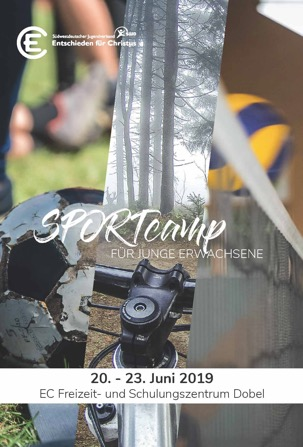 Südwestdeutscher Jugendverband
Entschieden für Christus
SPORTcamp
FÜR JUNGE ERWACHSENE
20. - 23. Juni 2019
EC Freizeit- und Schulungszentrum Dobel